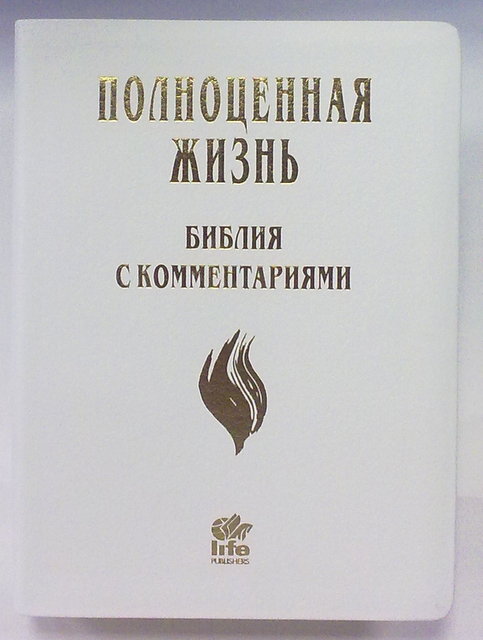 ПОЛНОЦЕННАЯ
ЖИЗНЬ
БИБЛИЯ
С КОММЕНТАРИЯМИ
life
PUBLISHERS